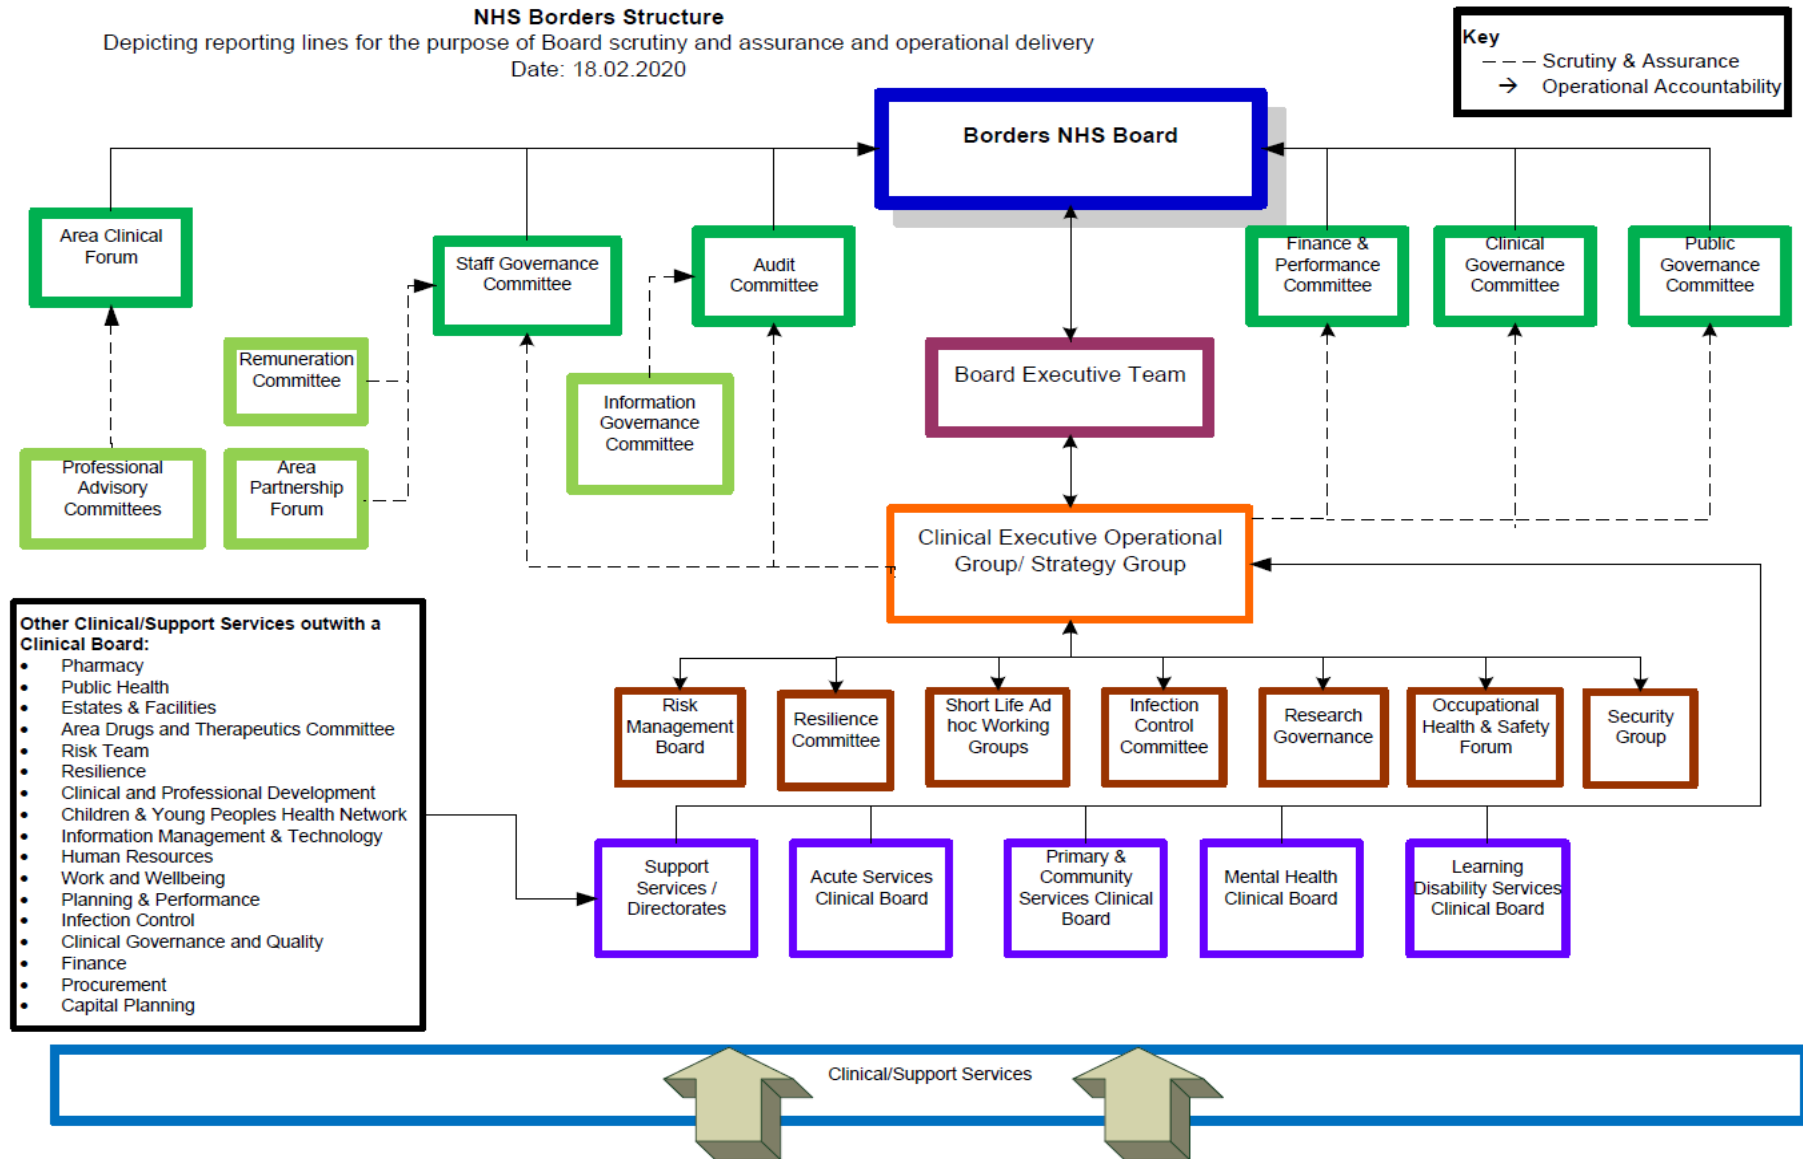 NHS Borders Structure
Depicting reporting lines for the purpose of Board scrutiny and assurance and operational delivery
Date: 18.02.2020
Key
Scrutiny & Assurance
Operational Accountability
Borders NHS Board
Area Clinical
Forum
Staff Governance
Committee
Audit
Committee
Finance &
Performance
Committee
Clinical
Governance
Committee
Public
Governance
Committee
Remuneration
Committee
Information
Governance
Committee
Board Executive Team
Professional
Advisory
Committees
Area
Partnership
Forum
Clinical Executive Operational
Group/ Strategy Group
Other Clinical/Support Services outwith a
Clinical Board:
• Pharmacy
• Public Health
• Estates & Facilities
• Area Drugs and Therapeutics Committee
• Risk Team
• Resilience
• Clinical and Professional Development
• Children & Young Peoples Health Network
• Information Management & Technology
• Human Resources
• Work and Wellbeing
• Planning & Performance
• Infection Control
• Clinical Governance and Quality
• Finance
• Procurement
• Capital Planning
Risk
Management
Board
Resilience
Committee
Short Life Ad
hoc Working
Groups
Infection
Control
Committee
Research
Governance
Occupational
Health & Safety
Forum
Security
Group
Support
Services /
Directorates
Acute Services
Clinical Board
Primary &
Community
Services Clinical
Board
Mental Health
Clinical Board
Learning
Disability Services
Clinical Board
Clinical/Support Services